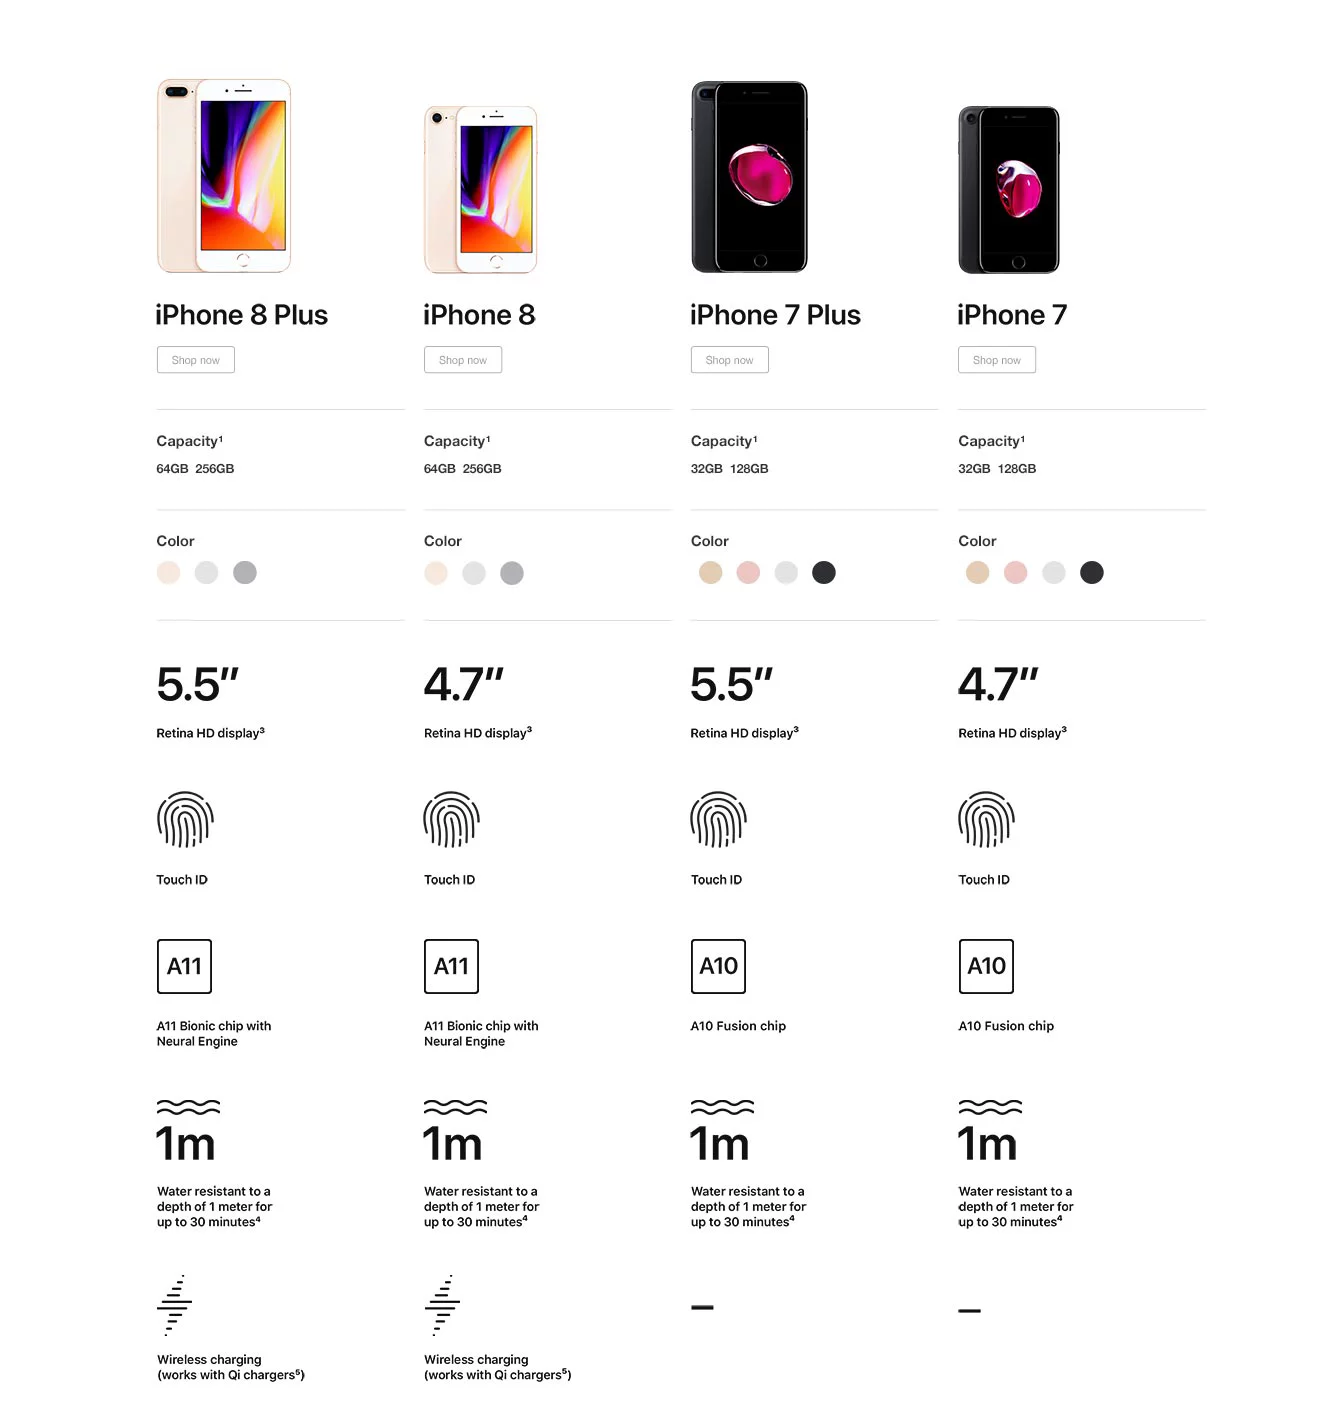 iPhone 8 Plus
iPhone 8
iPhone 7 Plus
iPhone 7
Shop now
Shop now
Shop now
Shop now
Capacity¹
Capacity¹
Capacity¹
Capacity¹
64GB 256GB
64GB 256GB
32GB 128GB
32GB 128GB
Color
Color
Color
Color
5.5″
4.7″
5.5″
4.7″
Retina HD display³
Retina HD display³
Retina HD display³
Retina HD display³
Touch ID
Touch ID
Touch ID
Touch ID
A11
A11
A10
A10
A11 Bionic chip with
Neural Engine
A11 Bionic chip with
Neural Engine
A10 Fusion chip
A10 Fusion chip
1m
1m
1m
1m
Water resistant to a
depth of 1 meter for
up to 30 minutes⁴
Water resistant to a
depth of 1 meter for
up to 30 minutes⁴
Water resistant to a
depth of 1 meter for
up to 30 minutes⁴
Water resistant to a
depth of 1 meter for
up to 30 minutes⁴
Wireless charging
(works with Qi chargers⁵)
Wireless charging
(works with Qi chargers⁵)